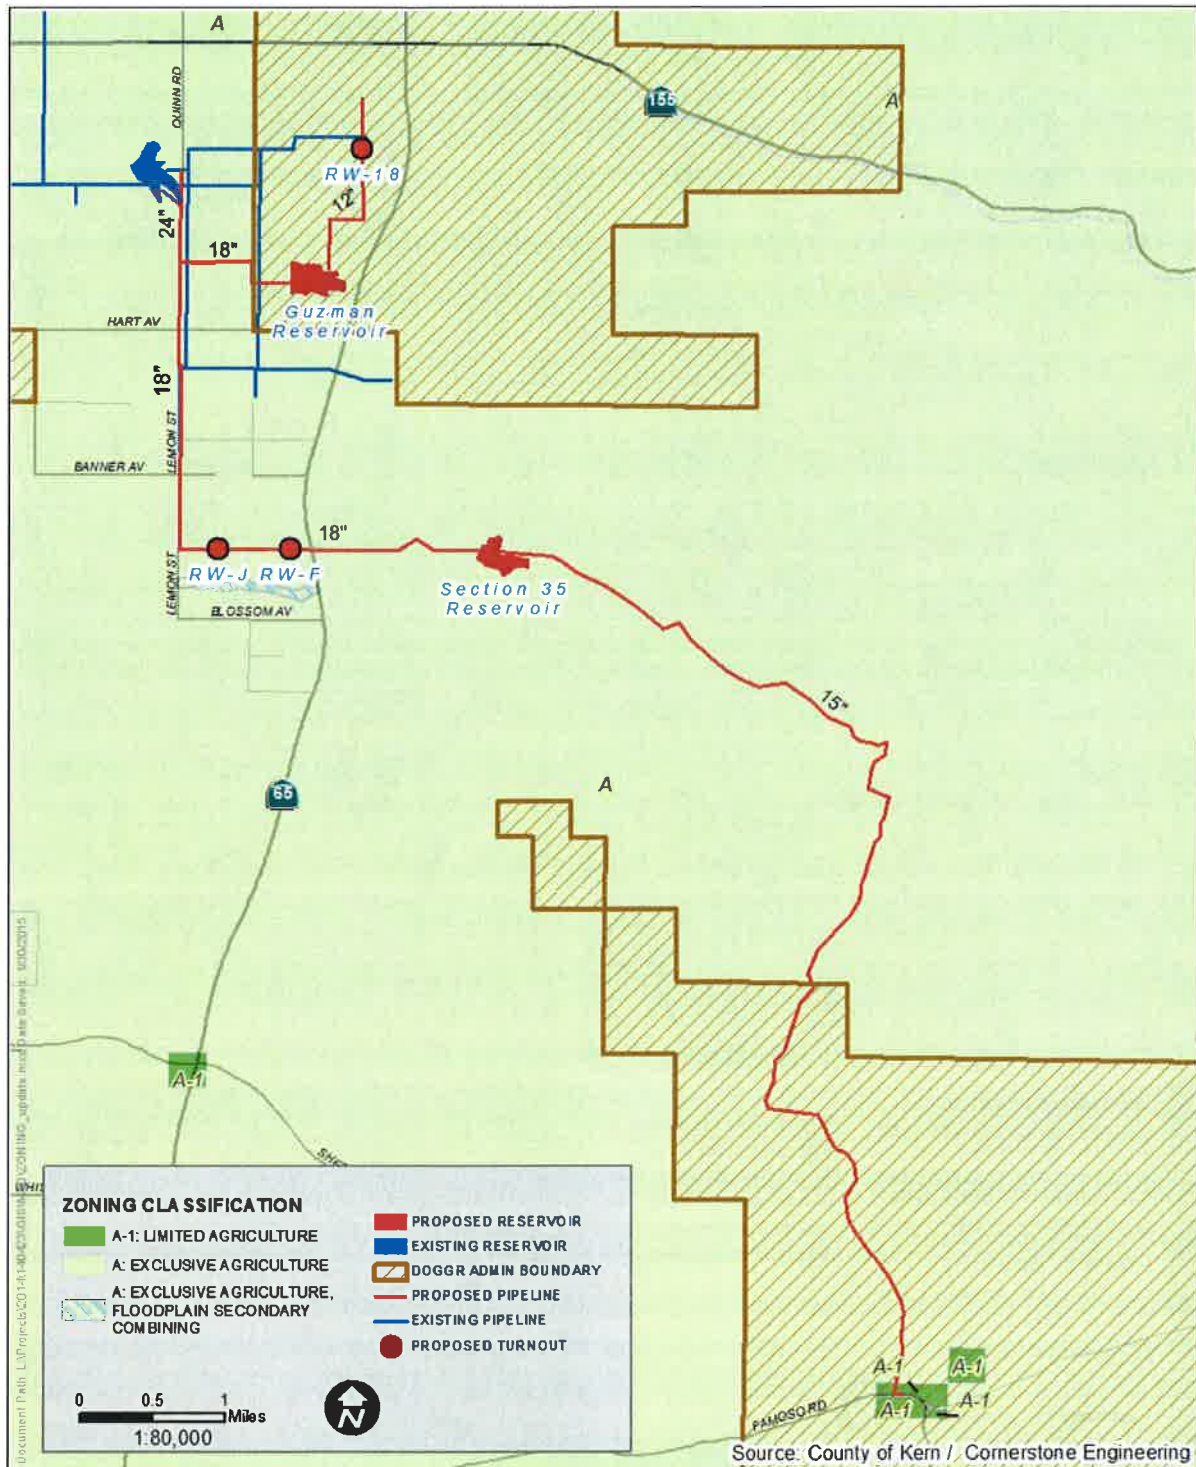 A
QUINN RD
155
A
RW-18
24"
12"
18"
Guzman
Reservoir
HART AV
18"
LEMON ST
BANNER AV
18"
RW-J RW-F
LEMON ST
BLOSSOM AV
Section 35
Reservoir
15"
65
A
A-1
ZONING CLASSIFICATION
A-1: LIMITED AGRICULTURE
A: EXCLUSIVE AGRICULTURE
A: EXCLUSIVE AGRICULTURE,
FLOODPLAIN SECONDARY
COMBINING
PROPOSED RESERVOIR
EXISTING RESERVOIR
DOGGR ADMIN BOUNDARY
PROPOSED PIPELINE
EXISTING PIPELINE
PROPOSED TURNOUT
0 0.5 1
Miles
1:80,000
N
A-1
A-1
A-1
A-1
FAMOSO RD
Source: County of Kern / Cornerstone Engineering